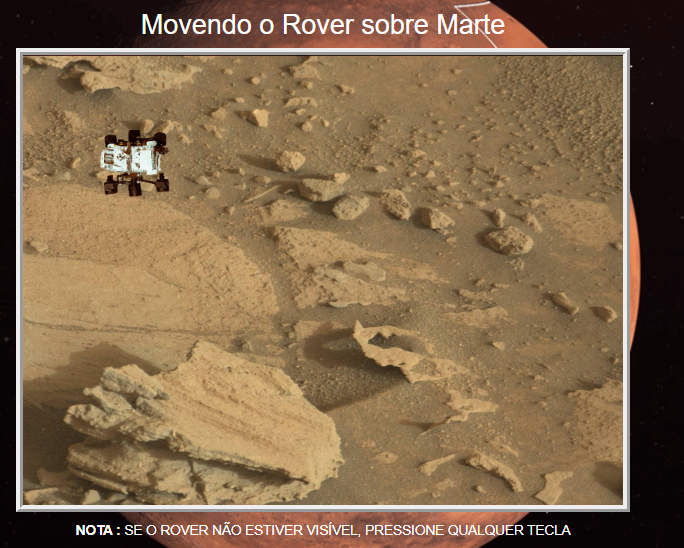 Movendo o Rover sobre Marte
NOTA : SE O ROVER NÃO ESTIVER VISÍVEL, PRESSIONE QUALQUER TECLA